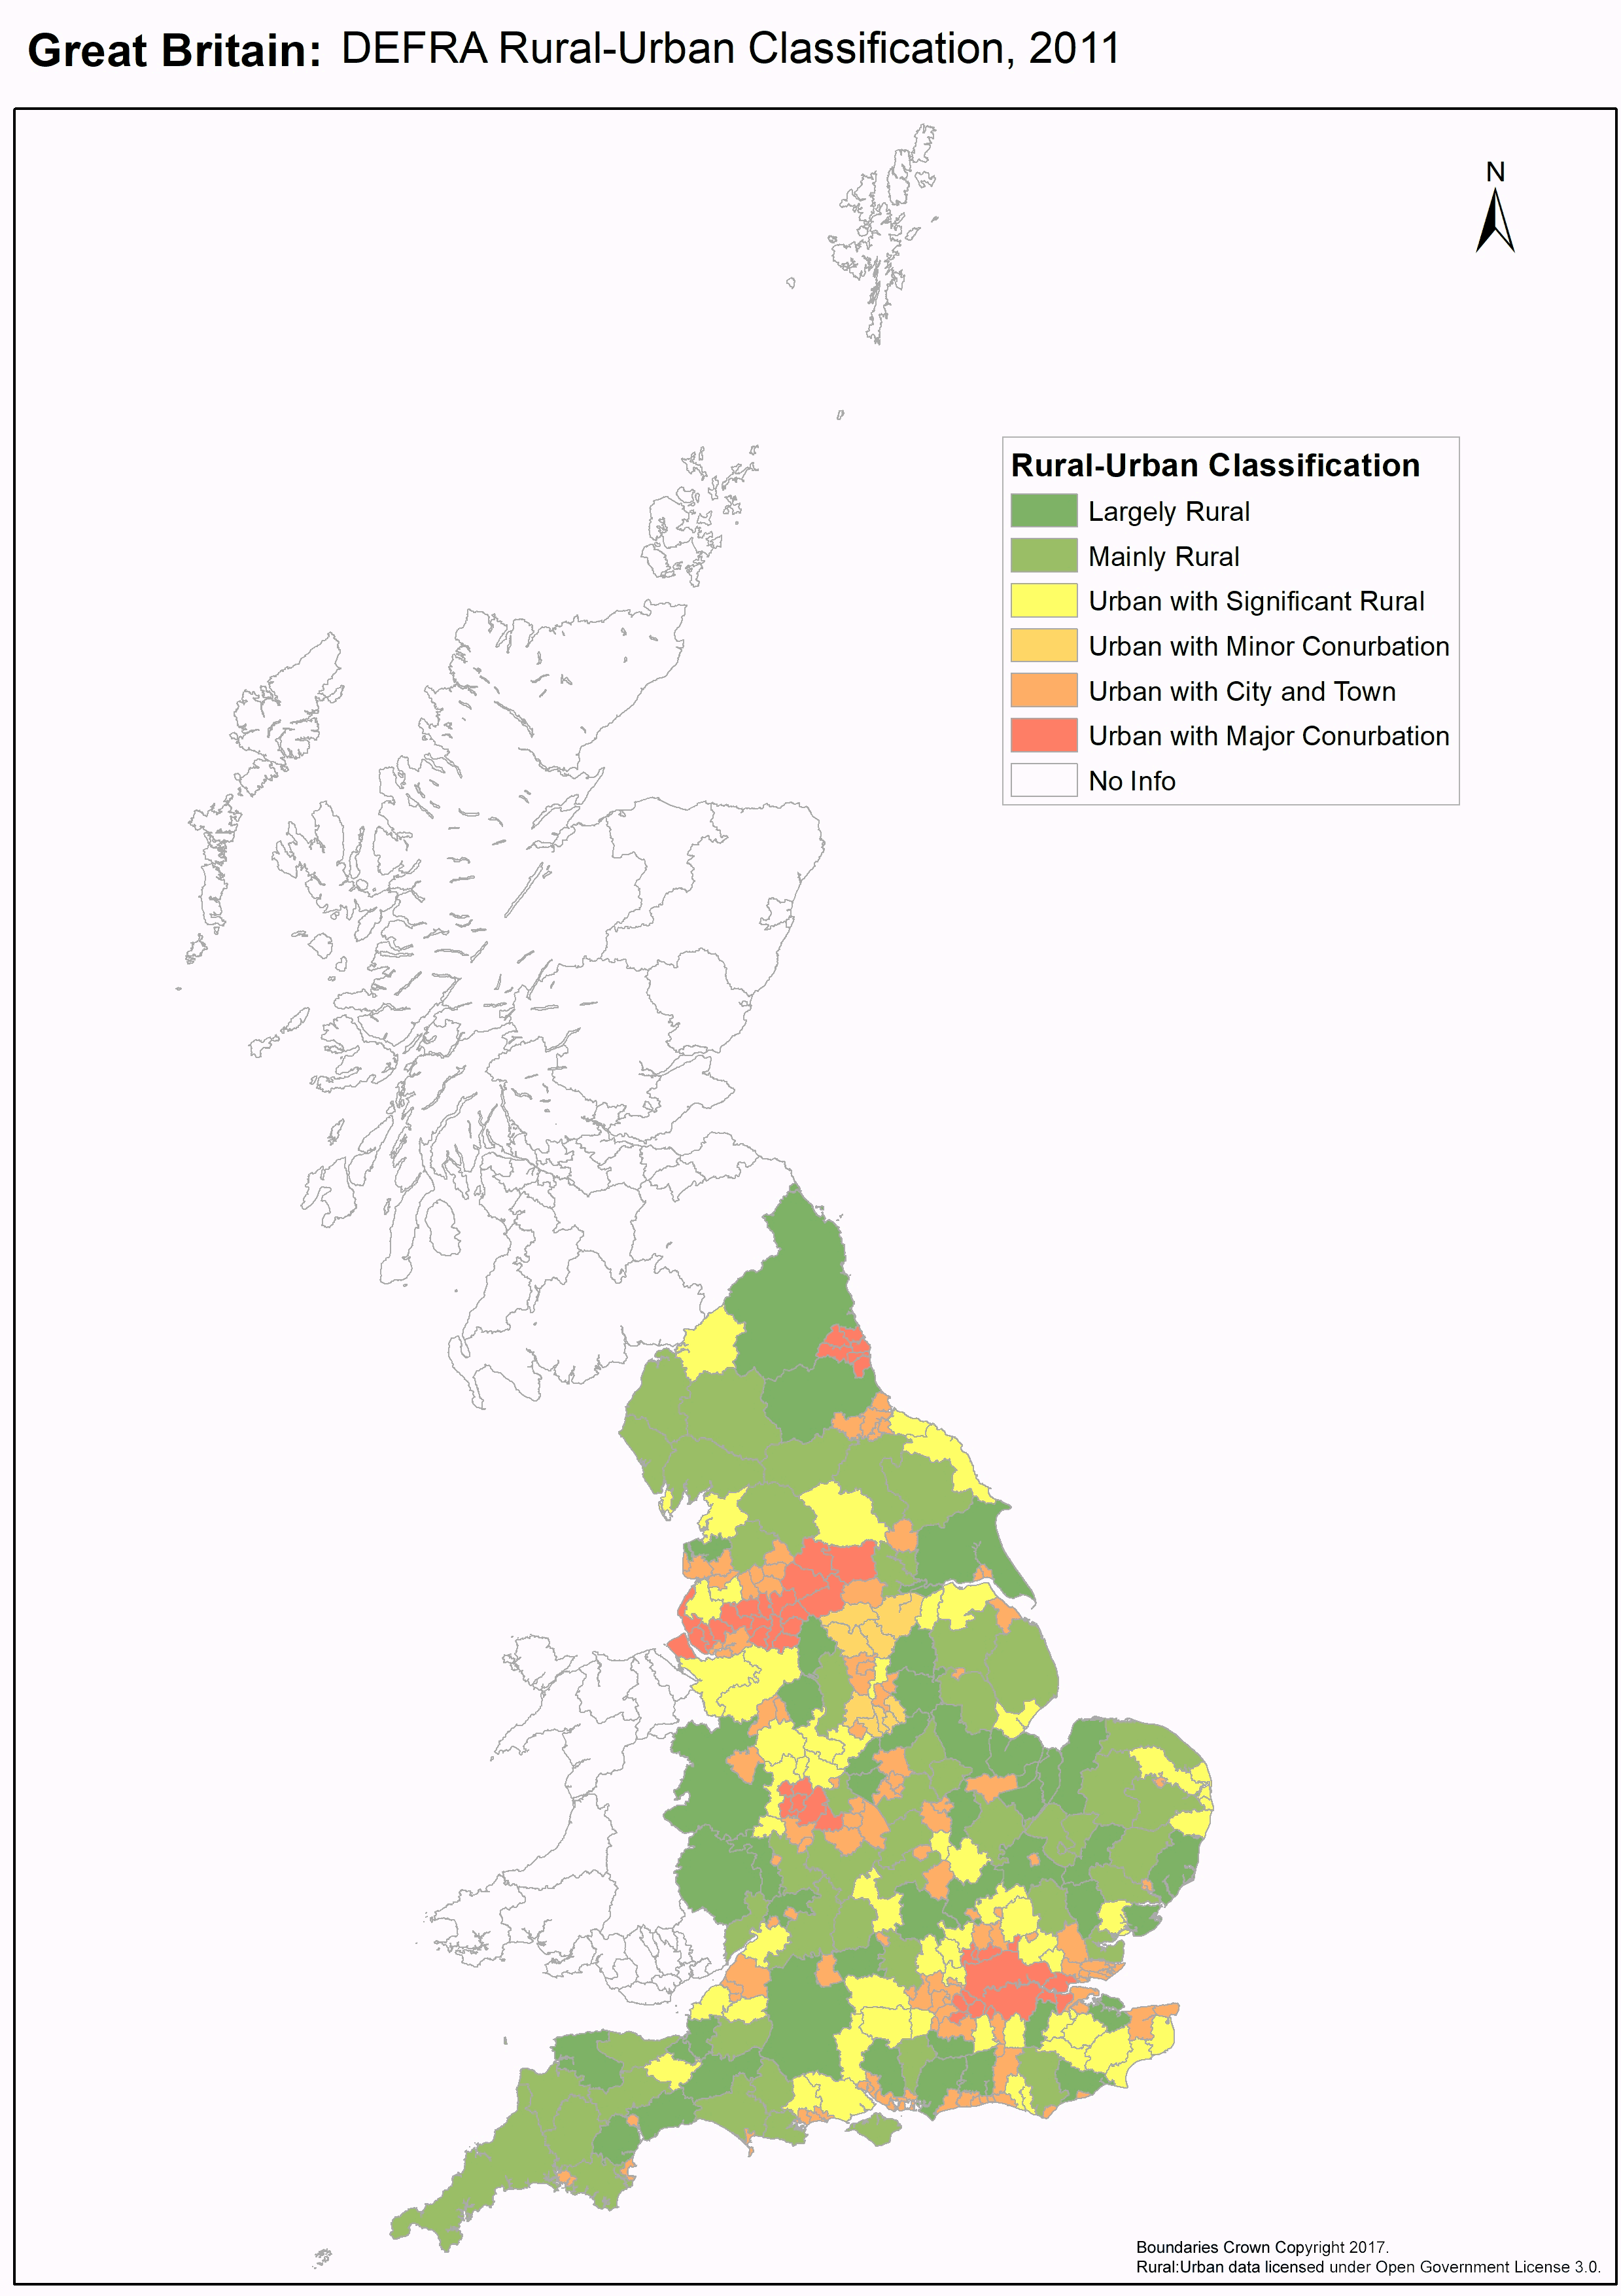 Great Britain: DEFRA Rural-Urban Classification, 2011
N
Rural-Urban Classification
Largely Rural
Mainly Rural
Urban with Significant Rural
Urban with Minor Conurbation
Urban with City and Town
Urban with Major Conurbation
No Info
Boundaries Crown Copyright 2017.
Rural:Urban data licensed under Open Government License 3.0.